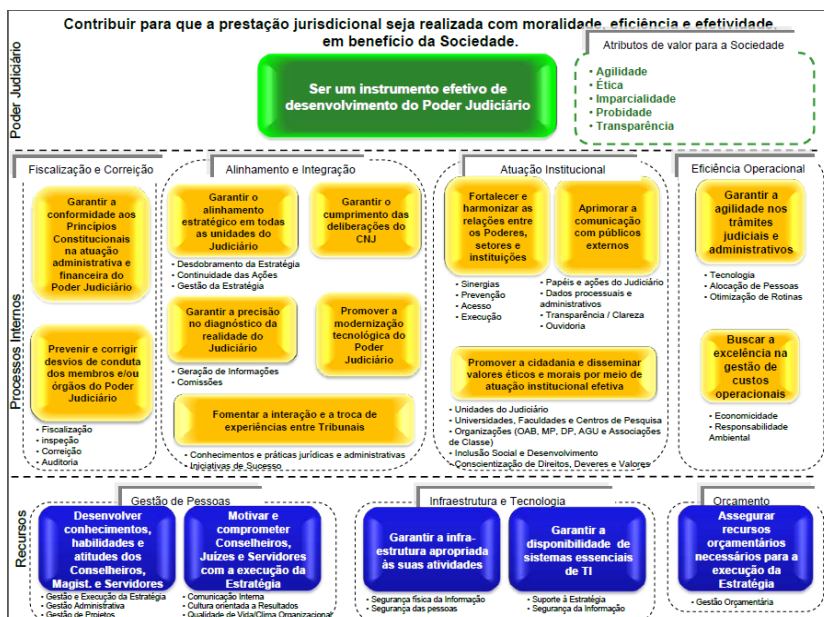 Contribuir para que a prestação jurisdicional seja realizada com moralidade, eficiência e efetividade,
em benefício da Sociedade.
Poder Judiciário
Ser um instrumento efetivo de
desenvolvimento do Poder Judiciário
Atributos de valor para a Sociedade
• Agilidade
• Ética
• Imparcialidade
• Probidade
• Transparência
Processos Internos
Fiscalização e Correição
Garantir a
conformidade aos
Princípios
Constitucionais
na atuação
administrativa e
financeira do
Poder Judiciário
Prevenir e corrigir
desvios de conduta
dos membros e/ou
órgãos do Poder
Judiciário
• Fiscalização
• inspeção
• Correição
• Auditoria
Alinhamento e Integração
Garantir o
alinhamento
estratégico em todas
as unidades do
Judiciário
• Desdobramento da Estratégia
• Continuidade das Ações
• Gestão da Estratégia
Garantir o
cumprimento das
deliberações do
CNJ
Garantir a precisão
no diagnóstico da
realidade do
Judiciário
• Geração de Informações
• Comissões
Promover a
modernização
tecnológica do
Poder
Judiciário
Fomentar a interação e a troca de
experiências entre Tribunais
• Conhecimentos e práticas jurídicas e administrativas
• Iniciativas de Sucesso
Atuação Institucional
Fortalecer e
harmonizar as
relações entre
os Poderes,
setores e
instituições
• Sinergias
• Prevenção
• Acesso
• Execução
Aprimorar a
comunicação
com públicos
externos
• Papéis e ações do Judiciário
• Dados processuais e
administrativos
• Transparência / Clareza
• Ouvidoria
Promover a cidadania e disseminar
valores éticos e morais por meio de
atuação institucional efetiva
• Unidades do Judiciário
• Universidades, Faculdades e Centros de Pesquisa
• Organizações (OAB, MP, DP, AGU e Associações
de Classe)
• Inclusão Social e Desenvolvimento
• Conscientização de Direitos, Deveres e Valores
Eficiência Operacional
Garantir a
agilidade nos
trâmites
judiciais e
administrativos
• Tecnologia
• Alocação de Pessoas
• Otimização de Rotinas
Buscar a
excelência na
gestão de
custos
operacionais
• Economicidade
• Responsabilidade
Ambiental
Recursos
Gestão de Pessoas
Desenvolver
conhecimentos,
habilidades e
atitudes dos
Conselheiros,
Magist. e Servidores
• Gestão e Execução da Estratégia
• Gestão Administrativa
• Gestão de Projetos
Motivar e
comprometer
Conselheiros,
Juízes e Servidores
com a execução da
Estratégia
• Comunicação Interna
• Cultura orientada a Resultados
• Qualidade de Vida/Clima Organizacional
Infraestrutura e Tecnologia
Garantir a infra-
estrutura apropriada
às suas atividades
• Segurança física da Informação
• Segurança das pessoas
Garantir a
disponibilidade de
sistemas essenciais
de TI
• Suporte à Estratégia
• Segurança da Informação
Orçamento
Assegurar
recursos
orçamentários
necessários para a
execução da
Estratégia
• Gestão Orçamentária